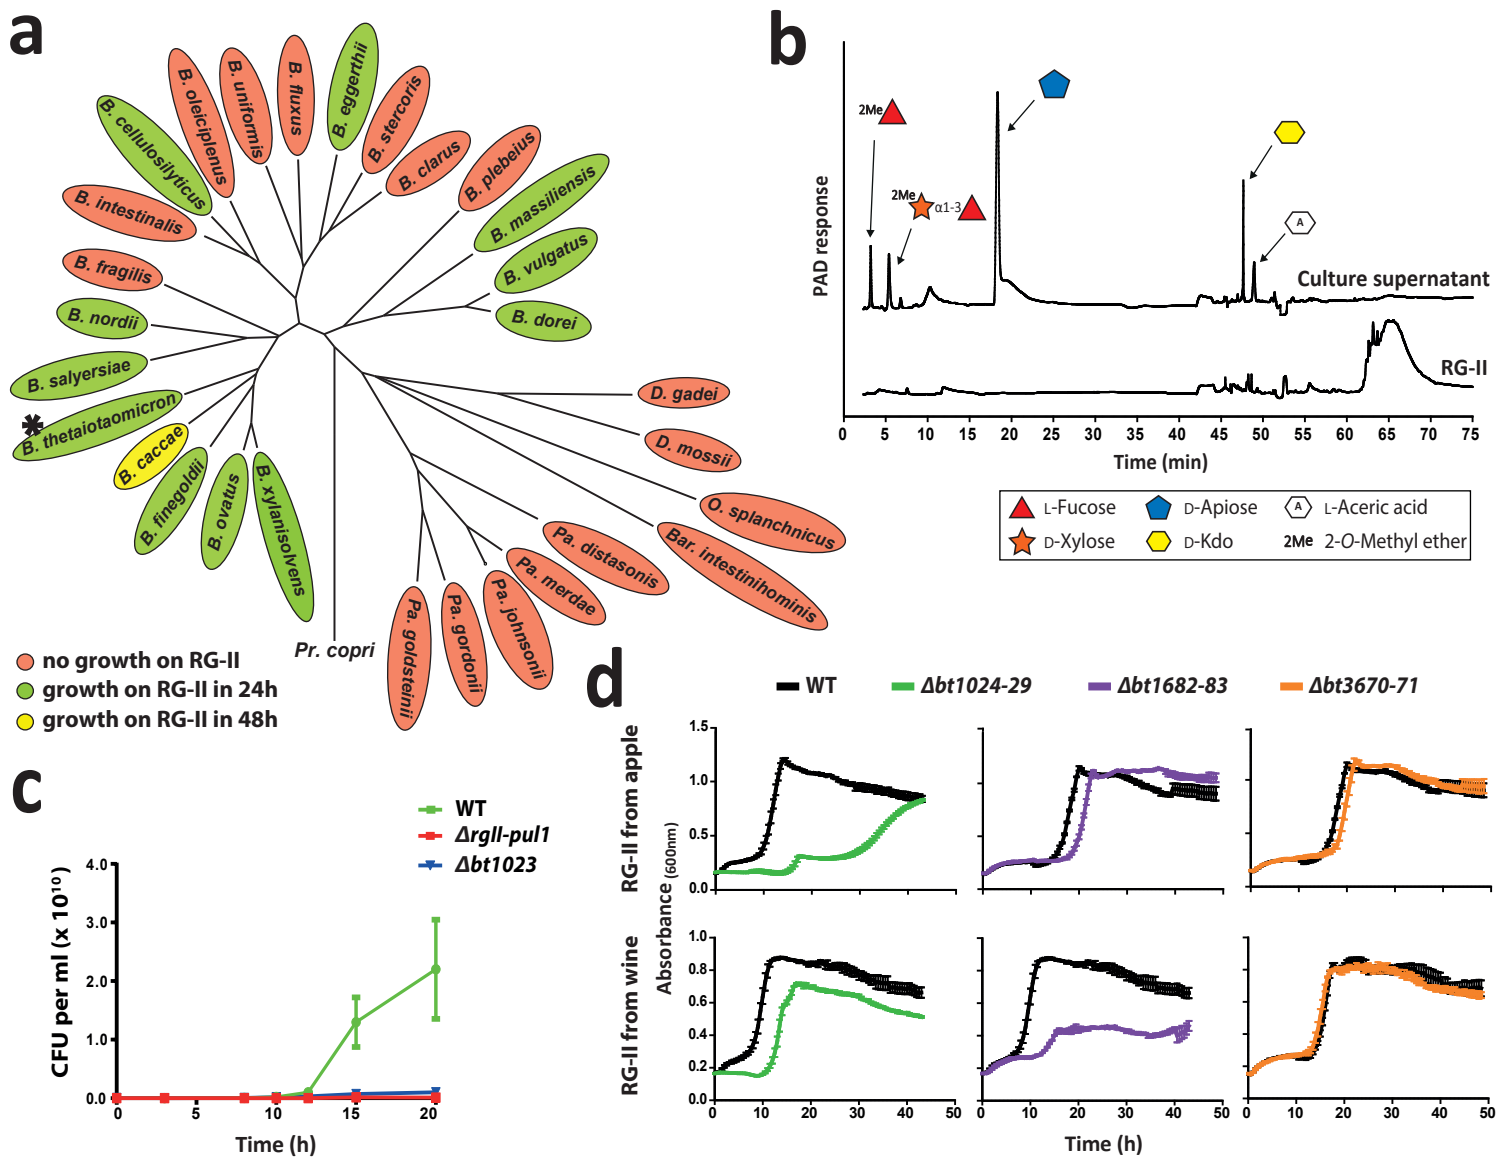 a
B. oleiciplenus
B. uniformis
B. fluxus
B. eggerthii
B. stercoris
B. clarus
B. plebeius
B. massiliensis
B. vulgatus
B. dorei
B. cellulosilyticus
B. intestinalis
B. fragilis
B. nordii
B. salyersiae
*
B. thetaiotaomicron
B. caccae
B. finegoldii
B. ovatus
B. xylanisolvens
Pr. copri
Pa. goldsteinii
Pa. gordonii
Pa. johnsonii
Pa. merdae
Pa. distasonis
Bar. intestinihominis
O. splanchnicus
D. mossii
D. gadei
no growth on RG-II
growth on RG-II in 24h
growth on RG-II in 48h
b
PAD response
2Me
2Me
α1-3
A
Culture supernatant
RG-II
0 5 10 15 20 25 30 35 40 45 50 55 60 65 70 75
Time (min)
L-Fucose D-Apiose A L-Aceric acid
D-Xylose D-Kdo 2Me 2-O-Methyl ether
c
WT
ΔrgII-pul1
Δbt1023
CFU per ml (x 10¹⁰)
4.0
3.0
2.0
1.0
0.0
0 5 10 15 20
Time (h)
d
WT Δbt1024-29 Δbt1682-83 Δbt3670-71
RG-II from apple
1.5
1.0
0.5
0.0
Absorbance (600nm)
RG-II from wine
1.0
0.8
0.6
0.4
0.2
0.0
0 10 20 30 40 50
0 10 20 30 40 50
0 10 20 30 40 50
Time (h)